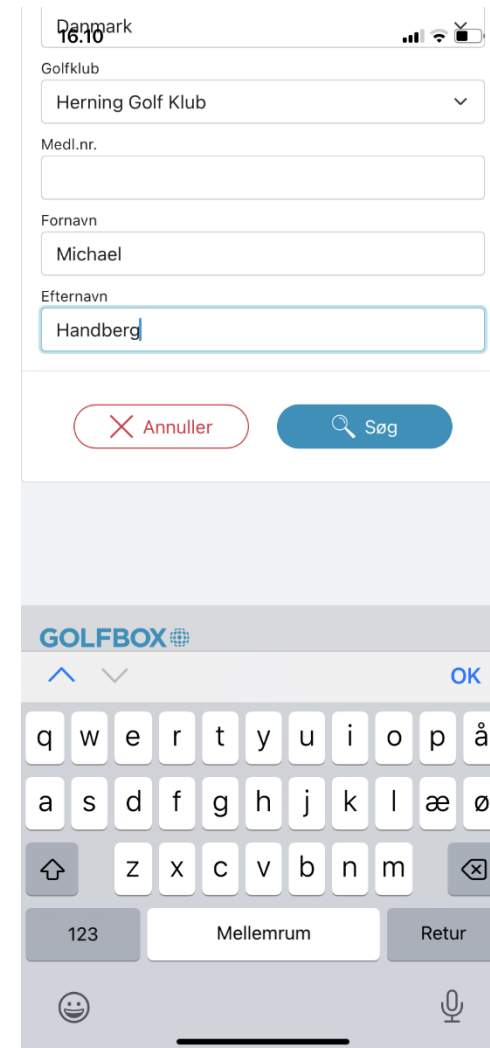 Danmark
16.10
Golfklub
Herning Golf Klub
Medl.nr.
Fornavn
Michael
Efternavn
Handberg
Annuller
Søg
GOLFBOX
OK
q w e r t y u i o p å
a s d f g h j k l æ ø
z x c v b n m
123 Mellemrum Retur